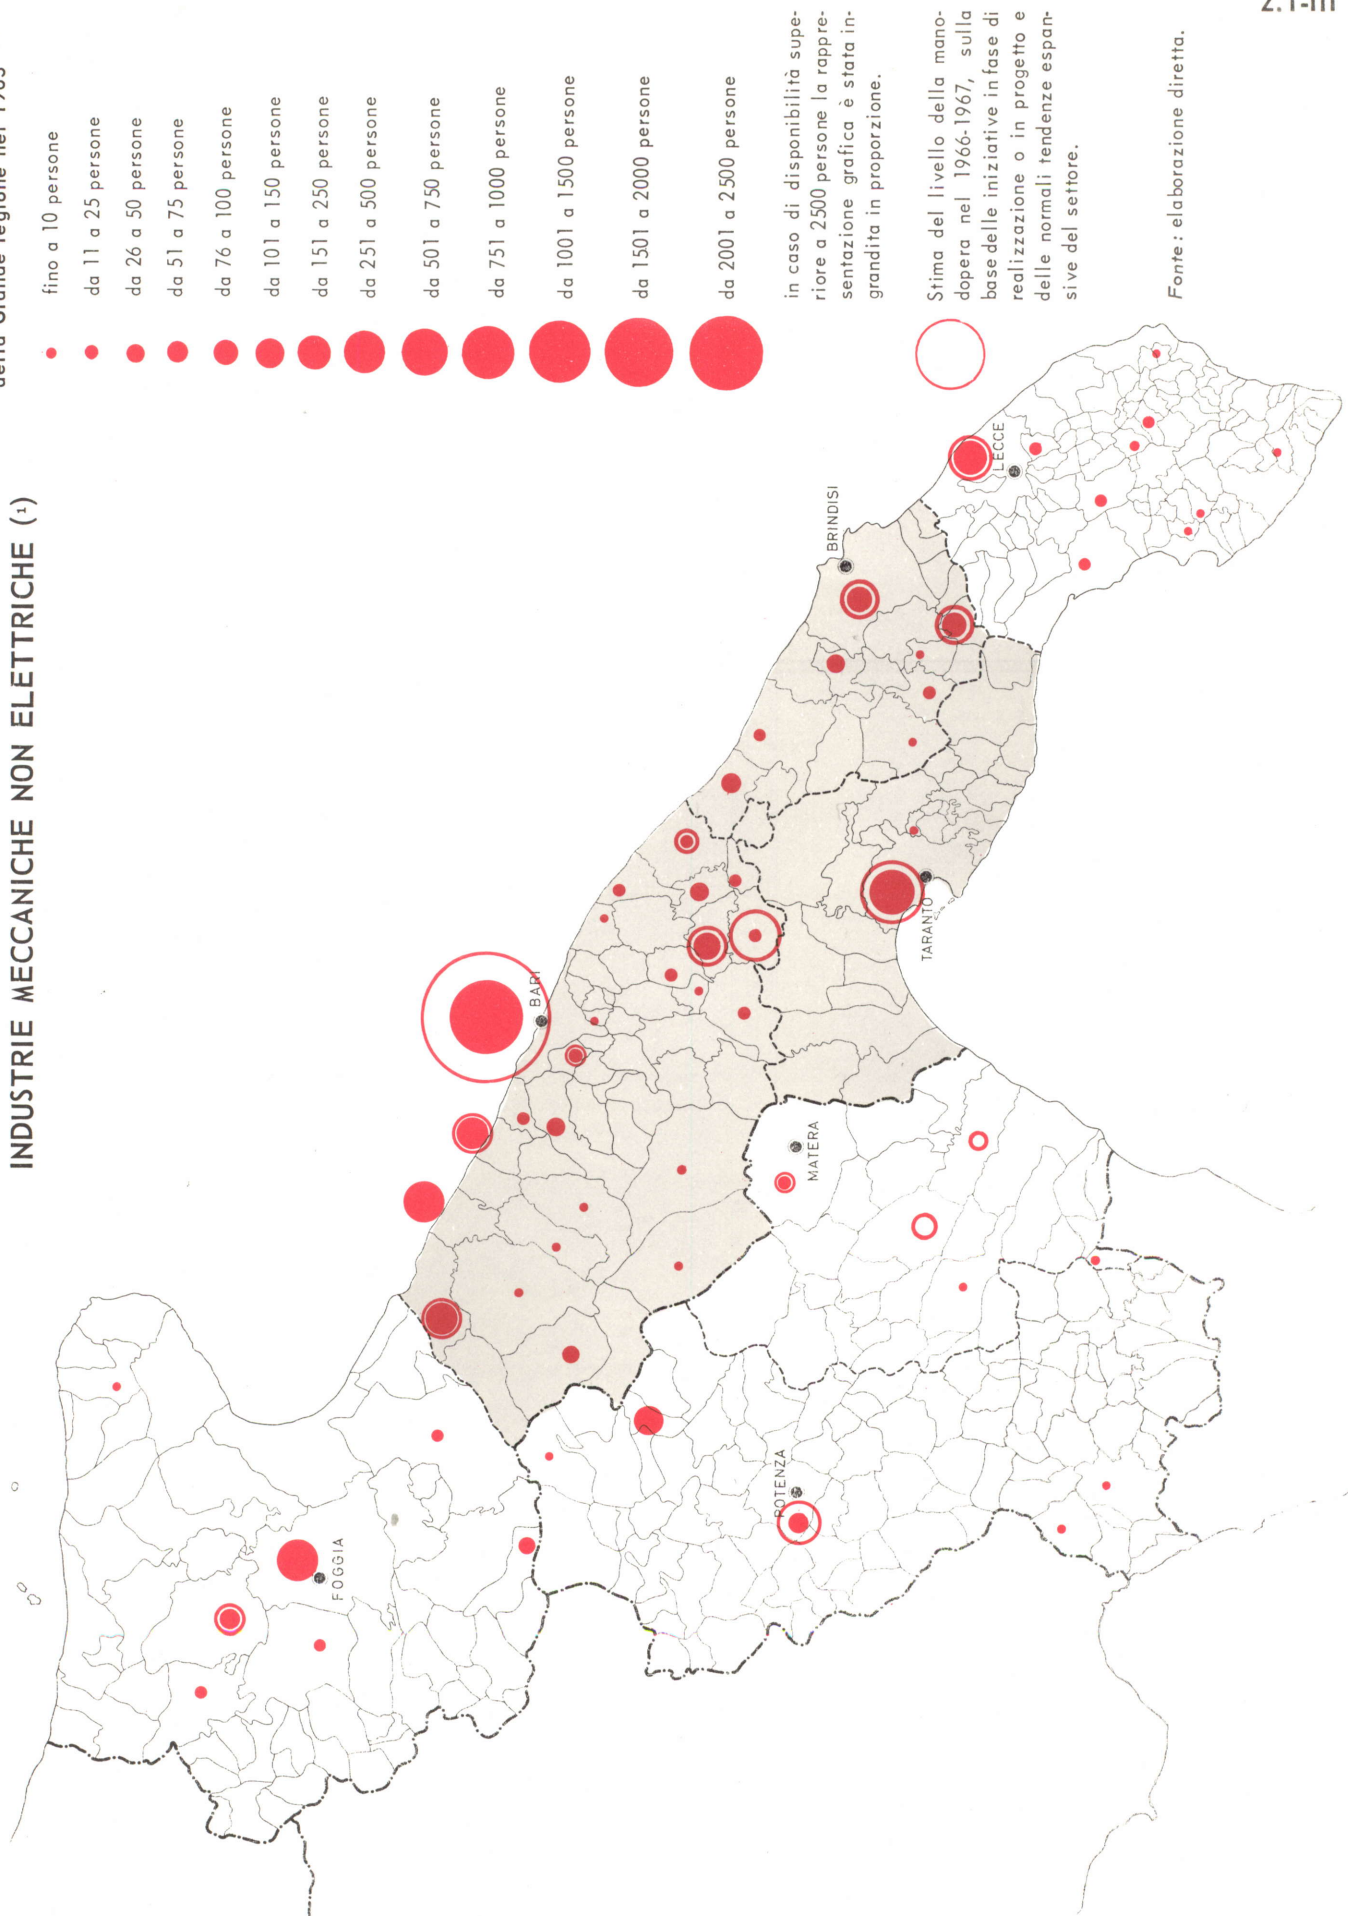 INDUSTRIE MECCANICHE NON ELETTRICHE (1)
della Grande regione nel
fino a 10 persone
da 11 a 25 persone
da 26 a 50 persone
da 51 a 75 persone
da 76 a 100 persone
da 101 a 150 persone
da 151 a 250 persone
da 251 a 500 persone
da 501 a 750 persone
da 751 a 1000 persone
da 1001 a 1500 persone
da 1501 a 2000 persone
da 2001 a 2500 persone
in caso di disponibilità supe-
riore a 2500 persone la rappre-
sentazione grafica è stata in-
grandita in proporzione.
Stima del livello della mano-
dopera nel 1966-1967, sulla
base delle iniziative in fase di
realizzazione o in progetto e
delle normali tendenze espan-
sive del settore.
Fonte: elaborazione diretta.
FOGGIA
BARI
BRINDISI
LECCE
TARANTO
MATERA
POTENZA